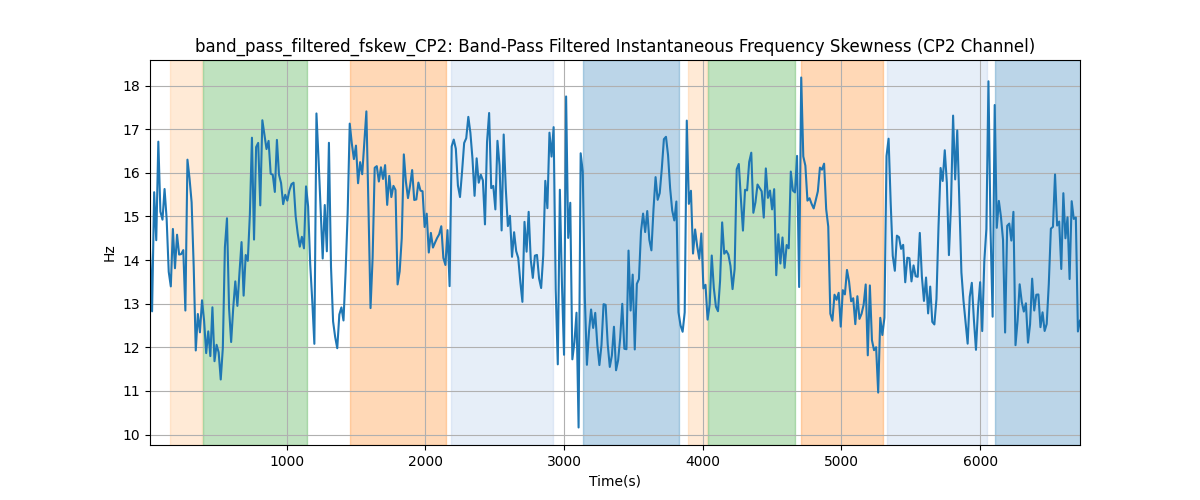 band_pass_filtered_fskew_CP2: Band-Pass Filtered Instantaneous Frequency Skewness (CP2 Channel)
18
17
16
15
14
13
12
11
10
Hz
1000 2000 3000 4000 5000 6000
Time(s)